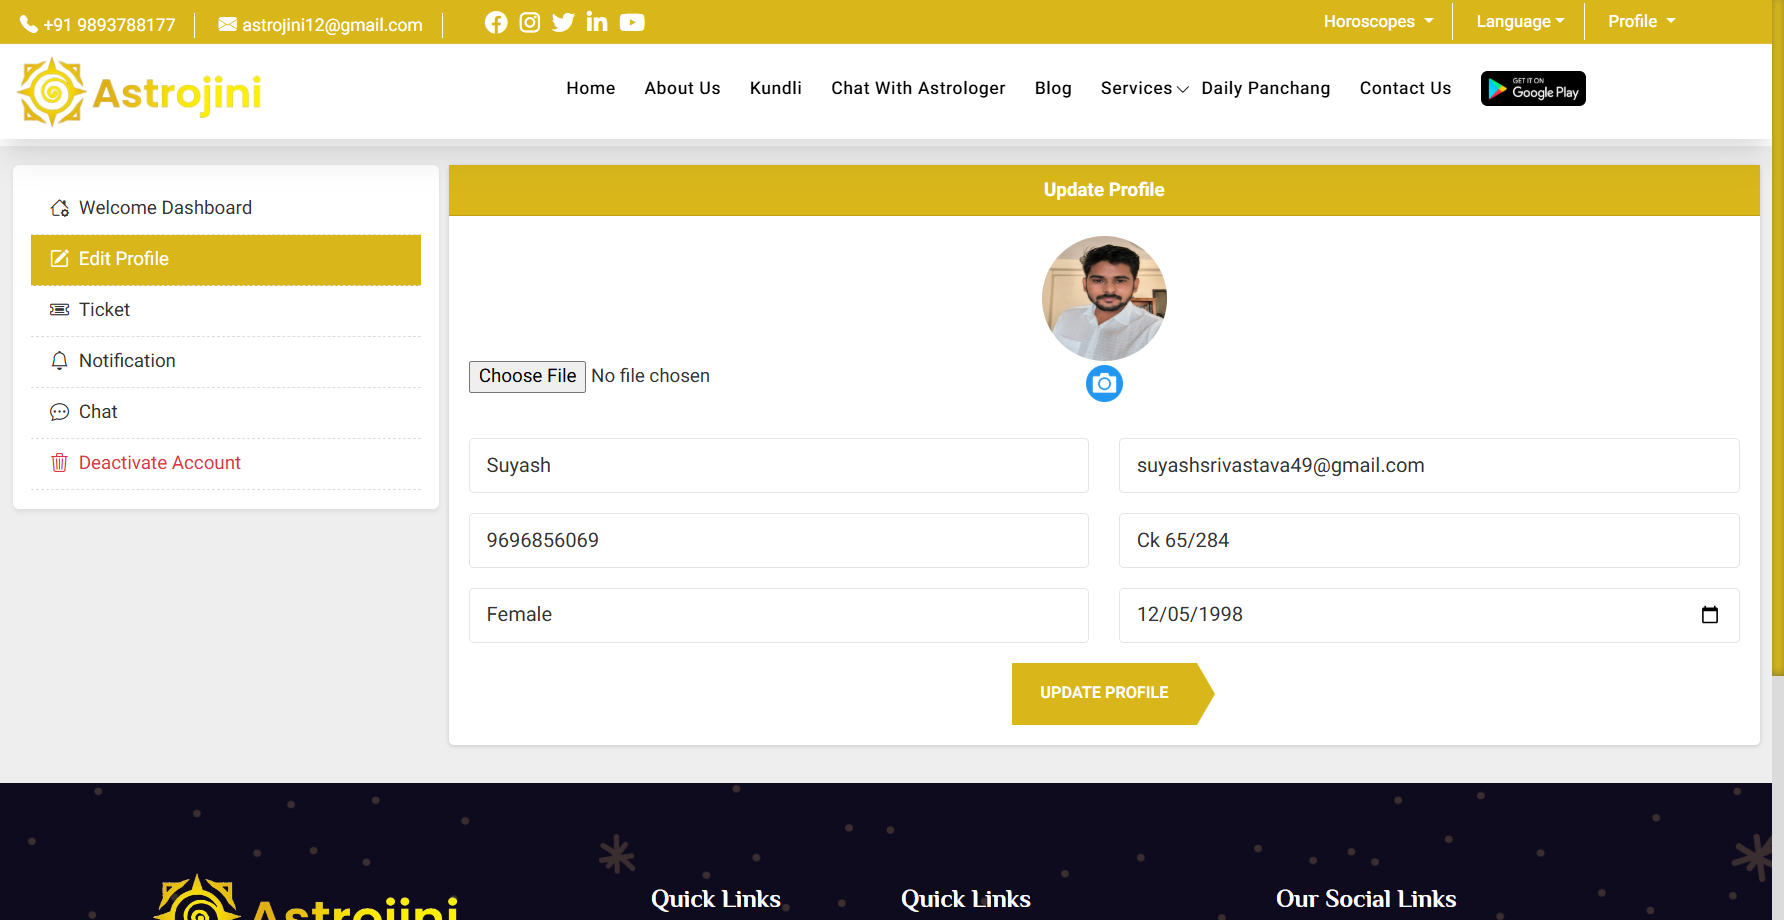 +91 9893788177
astrojini12@gmail.com
Horoscopes
Language
Profile
Astrojini
Home
About Us
Kundli
Chat With Astrologer
Blog
Services
Daily Panchang
Contact Us
GET IT ON
Google Play
Welcome Dashboard
Edit Profile
Ticket
Notification
Chat
Deactivate Account
Update Profile
Choose File No file chosen
Suyash
suyashsrivastava49@gmail.com
9696856069
Ck 65/284
Female
12/05/1998
UPDATE PROFILE
Astrojini
Quick Links
Quick Links
Our Social Links